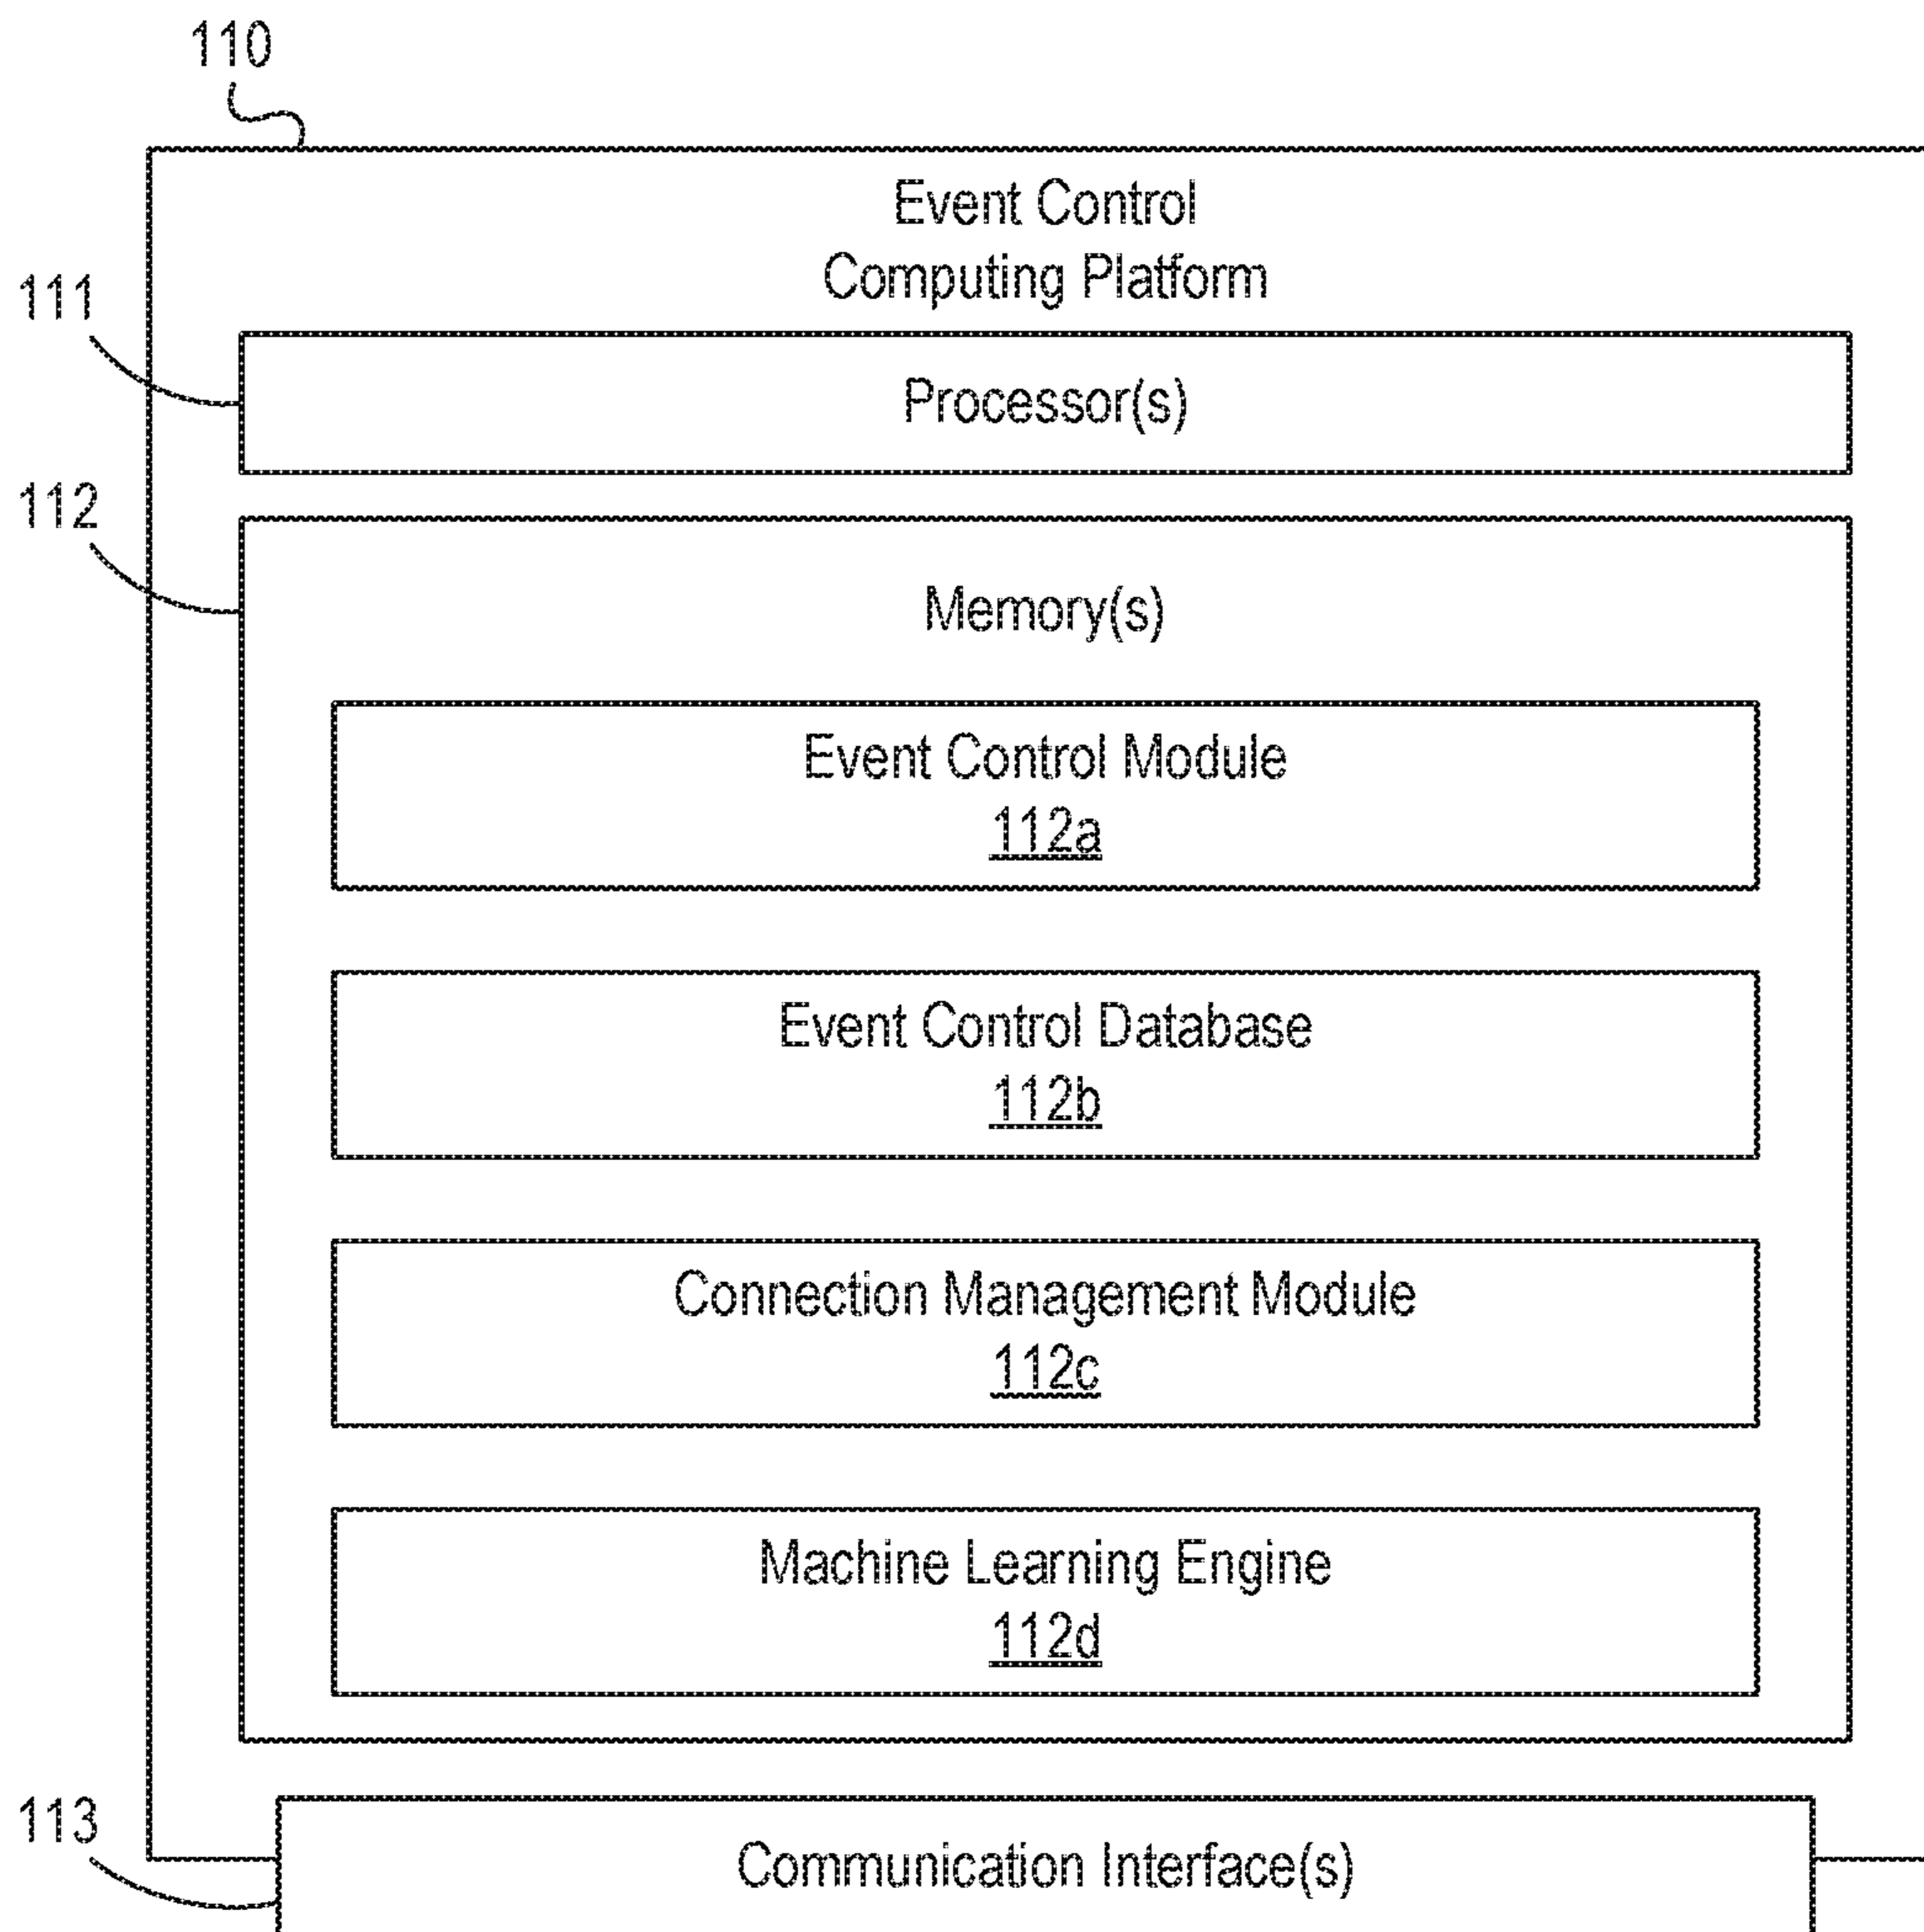 110
Event Control
Computing Platform
111
Processor(s)
112
Memory(s)
Event Control Module
112a
Event Control Database
112b
Connection Management Module
112c
Machine Learning Engine
112d
113
Communication Interface(s)